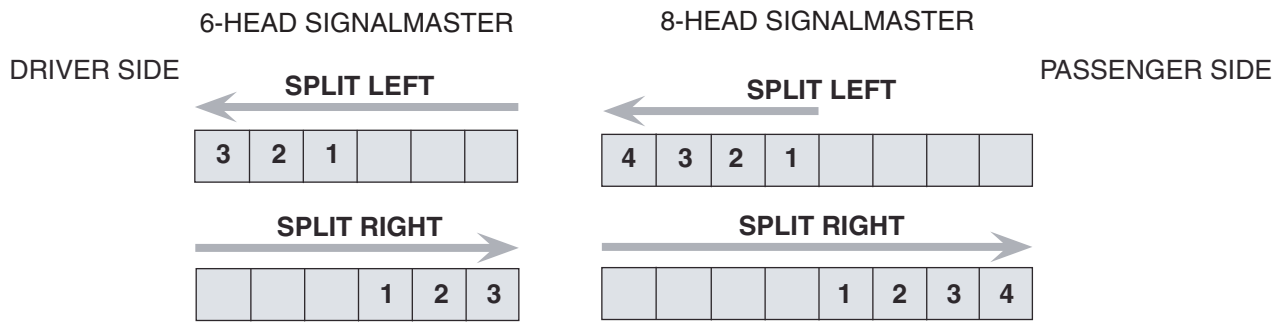 6-HEAD SIGNALMASTER
8-HEAD SIGNALMASTER
DRIVER SIDE
PASSENGER SIDE
SPLIT LEFT
SPLIT LEFT
3 2 1
4 3 2 1
SPLIT RIGHT
SPLIT RIGHT
1 2 3
1 2 3 4